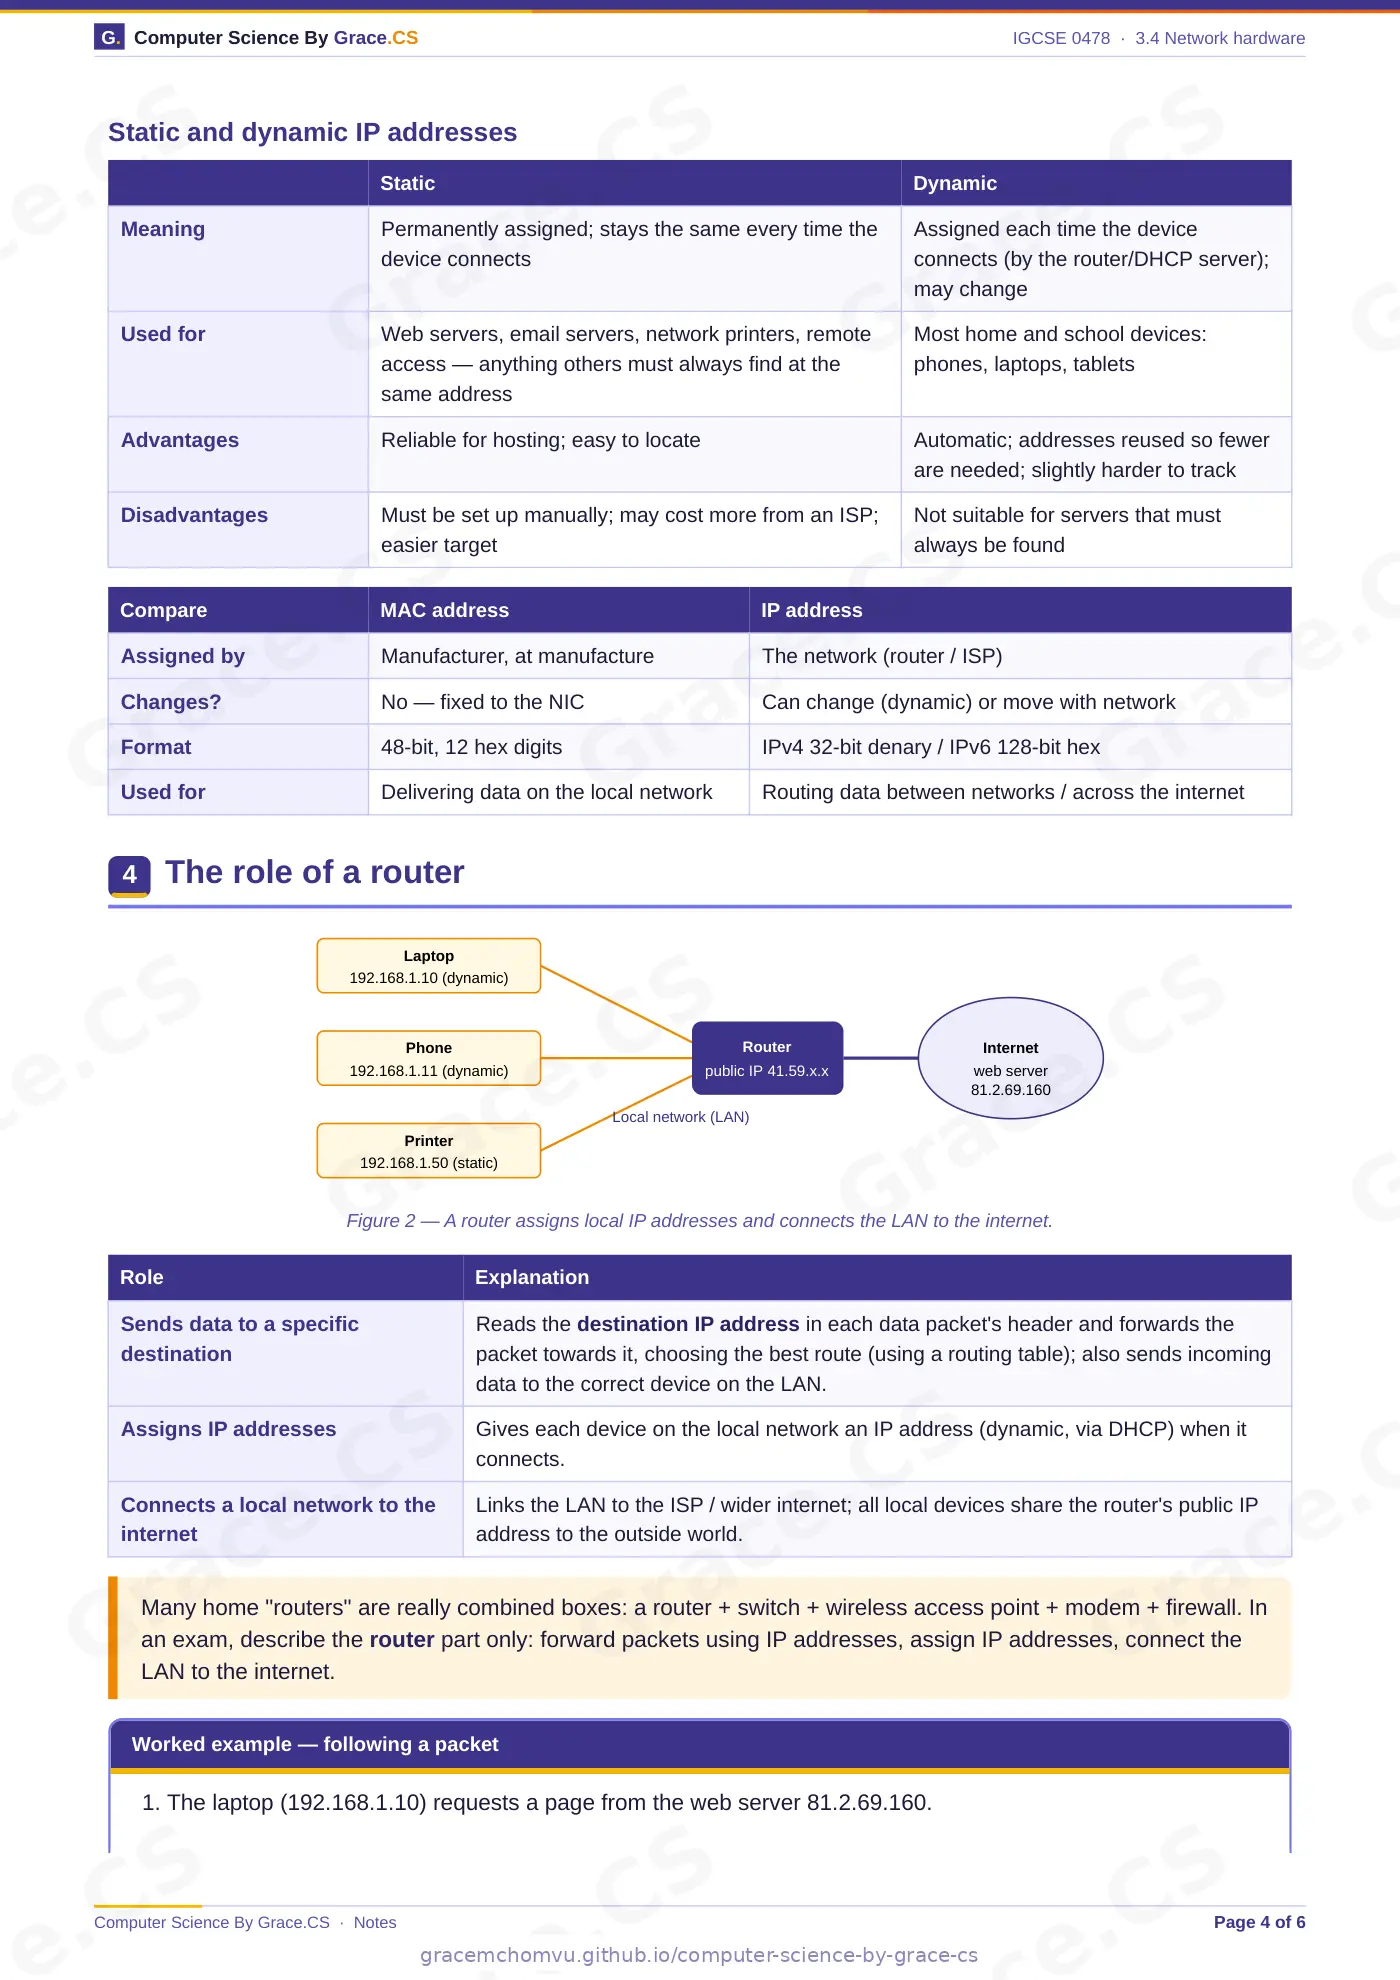 G. Computer Science By Grace.CS
IGCSE 0478 · 3.4 Network hardware
Static and dynamic IP addresses
Static Dynamic
Meaning
Permanently assigned; stays the same every time the
device connects
Assigned each time the device
connects (by the router/DHCP server);
may change
Used for
Web servers, email servers, network printers, remote
access — anything others must always find at the
same address
Most home and school devices:
phones, laptops, tablets
Advantages
Reliable for hosting; easy to locate
Automatic; addresses reused so fewer
are needed; slightly harder to track
Disadvantages
Must be set up manually; may cost more from an ISP;
easier target
Not suitable for servers that must
always be found
Compare MAC address IP address
Assigned by Manufacturer, at manufacture The network (router / ISP)
Changes? No — fixed to the NIC Can change (dynamic) or move with network
Format 48-bit, 12 hex digits IPv4 32-bit denary / IPv6 128-bit hex
Used for Delivering data on the local network Routing data between networks / across the internet
4 The role of a router
Laptop
192.168.1.10 (dynamic)
Phone
192.168.1.11 (dynamic)
Printer
192.168.1.50 (static)
Local network (LAN)
Router
public IP 41.59.x.x
Internet
web server
81.2.69.160
Figure 2 — A router assigns local IP addresses and connects the LAN to the internet.
Role Explanation
Sends data to a specific
destination
Reads the destination IP address in each data packet's header and forwards the
packet towards it, choosing the best route (using a routing table); also sends incoming
data to the correct device on the LAN.
Assigns IP addresses
Gives each device on the local network an IP address (dynamic, via DHCP) when it
connects.
Connects a local network to the
internet
Links the LAN to the ISP / wider internet; all local devices share the router's public IP
address to the outside world.
Many home "routers" are really combined boxes: a router + switch + wireless access point + modem + firewall. In
an exam, describe the router part only: forward packets using IP addresses, assign IP addresses, connect the
LAN to the internet.
Worked example — following a packet
1. The laptop (192.168.1.10) requests a page from the web server 81.2.69.160.
Computer Science By Grace.CS · Notes
Page 4 of 6
gracemchomvu.github.io/computer-science-by-grace-cs